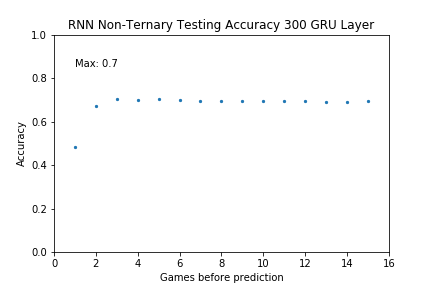 RNN Non-Ternary Testing Accuracy 300 GRU Layer
1.0
Max: 0.7
0.8
0.6
Accuracy
0.4
0.2
0.0
0 2 4 6 8 10 12 14 16
Games before prediction